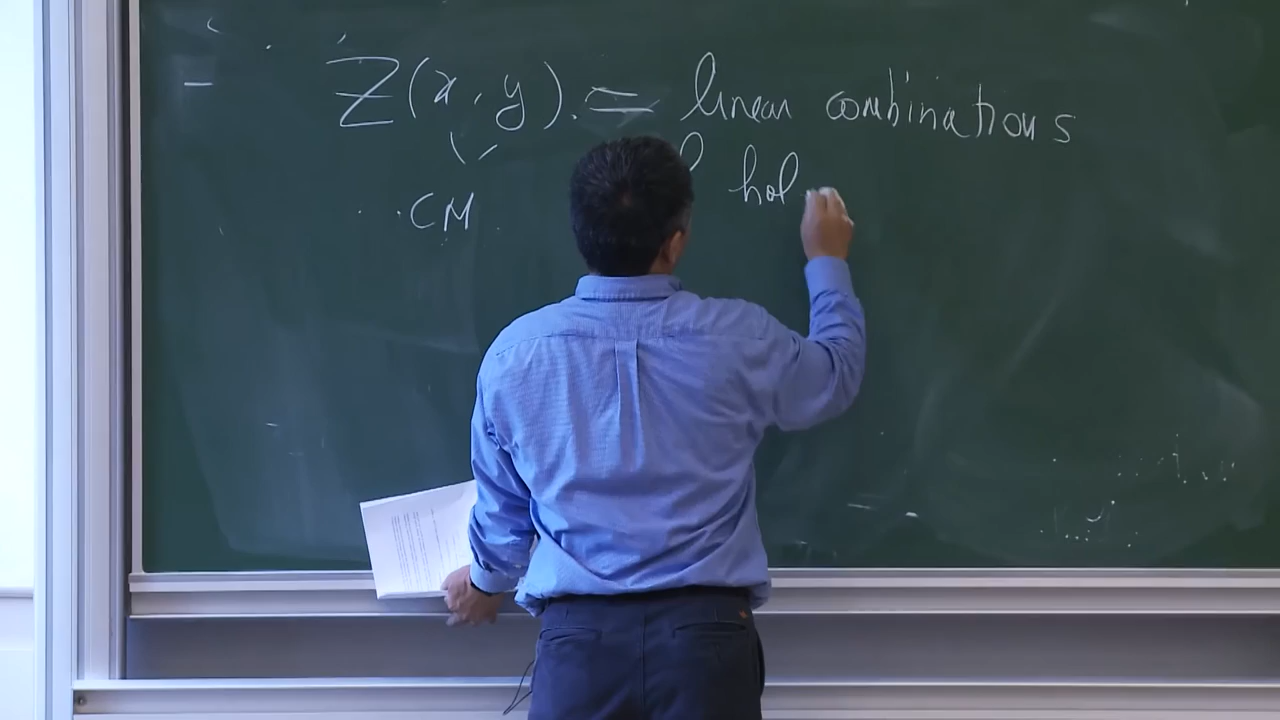 Z(x, y) := linear combinations
hol
CM